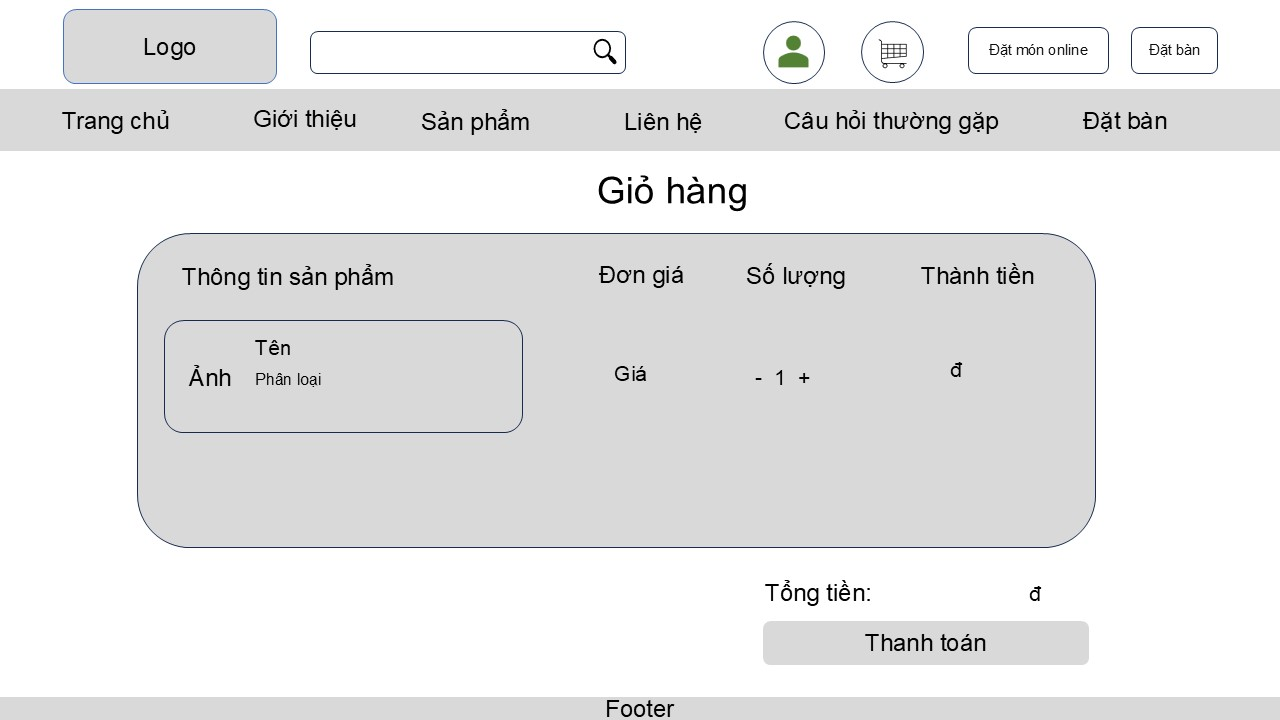 Logo
Đặt món online
Đặt bàn
Trang chủ
Giới thiệu
Sản phẩm
Liên hệ
Câu hỏi thường gặp
Đặt bàn
Giỏ hàng
Thông tin sản phẩm
Đơn giá
Số lượng
Thành tiền
Ảnh
Tên
Phân loại
Giá
- 1 +
đ
Tổng tiền:
đ
Thanh toán
Footer